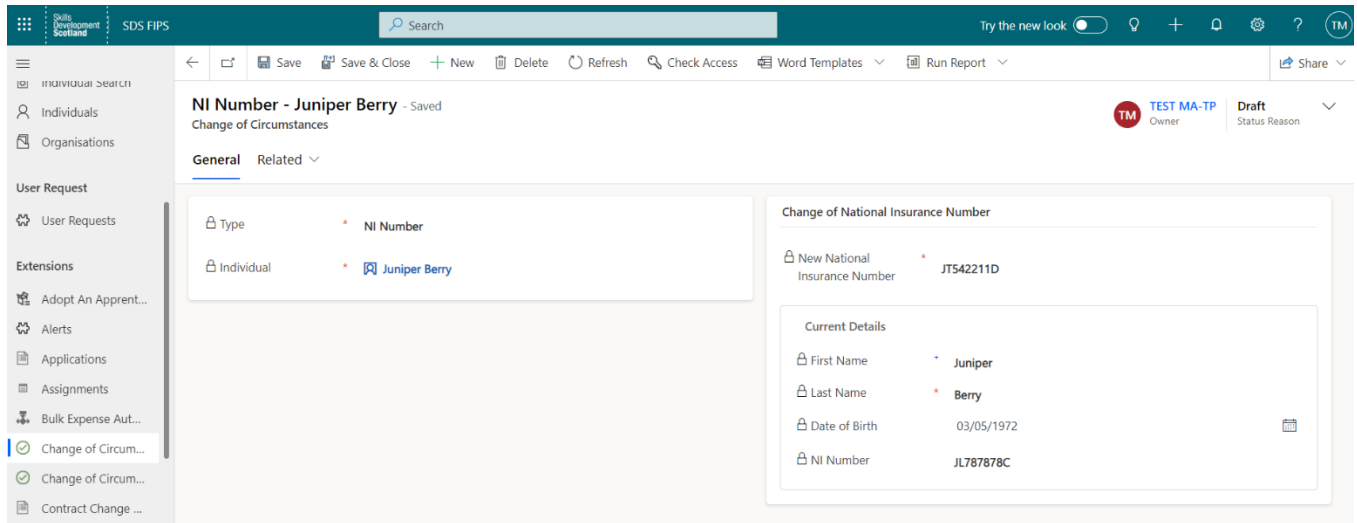 Skills
Development
Scotland
SDS FIPS
Search
Try the new look
?
TM
Save
Save & Close
New
Delete
Refresh
Check Access
Word Templates
Run Report
Share
Individual Search
Individuals
Organisations
User Request
User Requests
Extensions
Adopt An Apprent...
Alerts
Applications
Assignments
Bulk Expense Aut...
Change of Circum...
Change of Circum...
Contract Change ...
NI Number - Juniper Berry - Saved
Change of Circumstances
TM
TEST MA-TP
Owner
Draft
Status Reason
General Related
Type * NI Number
Individual * Juniper Berry
Change of National Insurance Number
New National
Insurance Number * JT542211D
Current Details
First Name * Juniper
Last Name * Berry
Date of Birth 03/05/1972
NI Number JL787878C